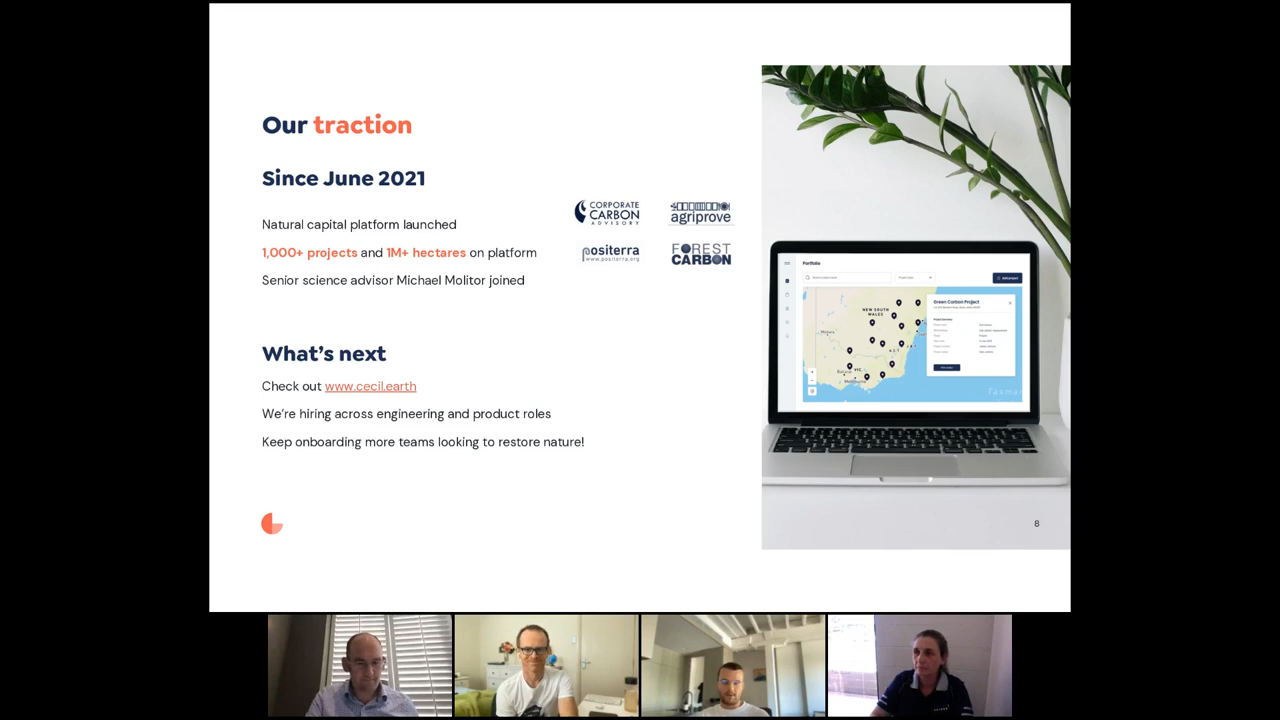 Our traction
Since June 2021
Natural capital platform launched
1,000+ projects and 1M+ hectares on platform
Senior science advisor Michael Molitor joined
CORPORATE
CARBON
ADVISORY
agriprove
positerra
www.positerra.org
FOREST
CARBON
What's next
Check out www.cecil.earth
We're hiring across engineering and product roles
Keep onboarding more teams looking to restore nature!
Portfolio
Green Carbon Project
NEW SOUTH
WALES
A.C.T.
VIC.
Tasman
8